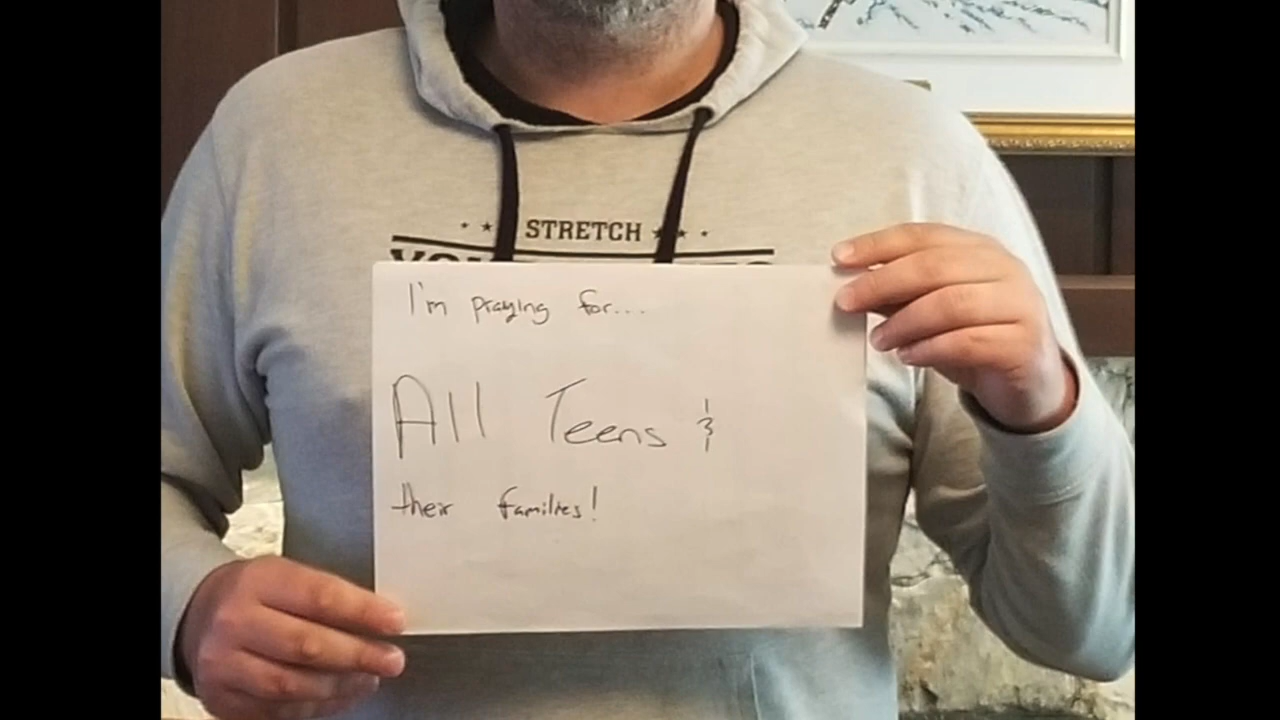 STRETCH
I'm praying for...
All Teens &
their families!